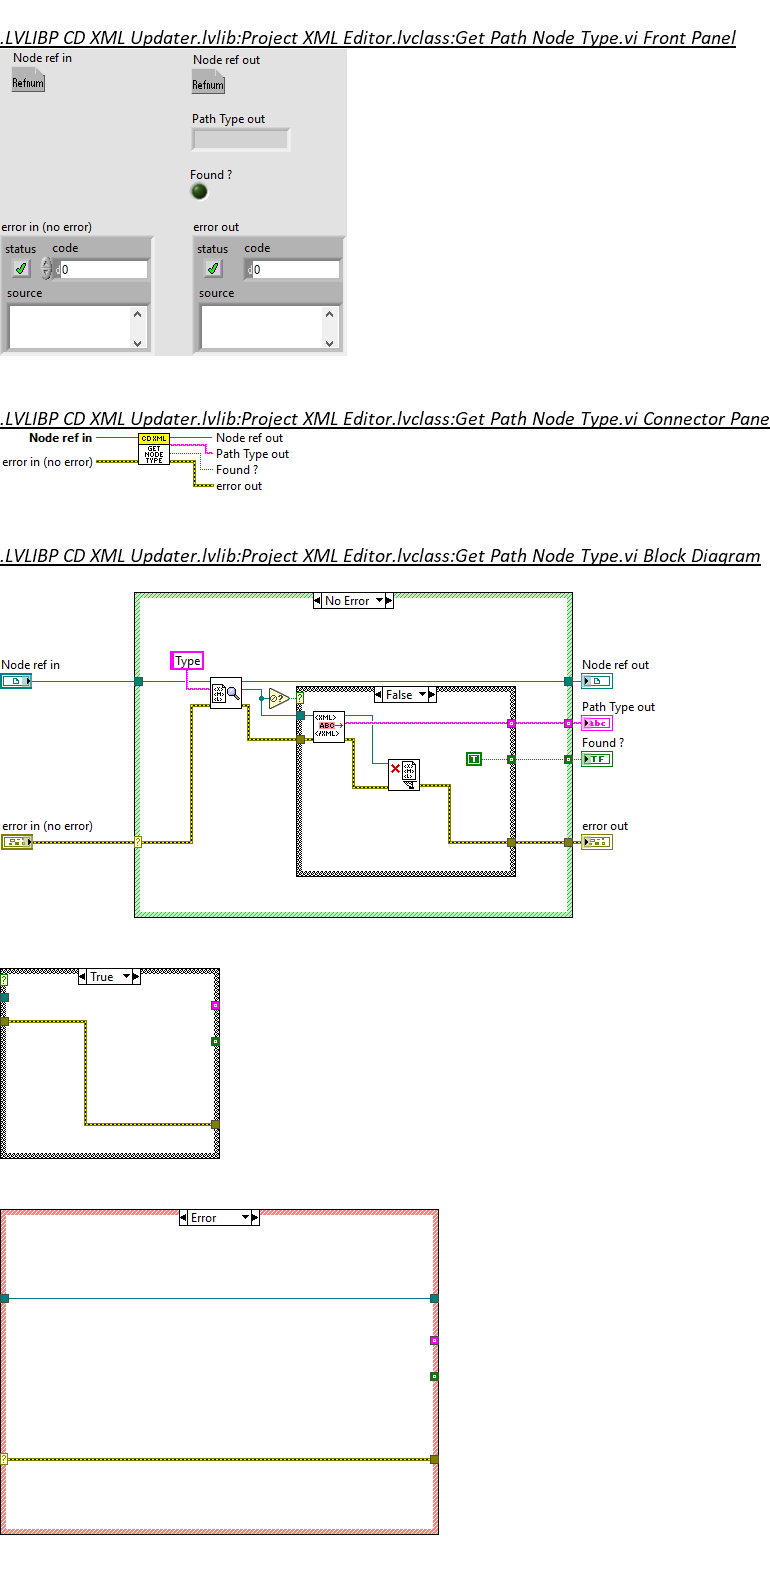 .LVLIBP CD XML Updater.lvlib:Project XML Editor.lvclass:Get Path Node Type.vi Front Panel
Node ref in
Node ref out
Refnum
Refnum
Path Type out
Found ?
error in (no error)
error out
status code
status code
d 0
d 0
source
source
.LVLIBP CD XML Updater.lvlib:Project XML Editor.lvclass:Get Path Node Type.vi Connector Pane
Node ref in
CD XML
GET
NODE
TYPE
Node ref out
Path Type out
error in (no error)
Found ?
error out
.LVLIBP CD XML Updater.lvlib:Project XML Editor.lvclass:Get Path Node Type.vi Block Diagram
No Error
Node ref in
Type
Node ref out
?
?
False
Path Type out
abc
<XML>
ABC
</XML>
Found ?
T
TF
error in (no error)
?
error out
True
?
Error
?